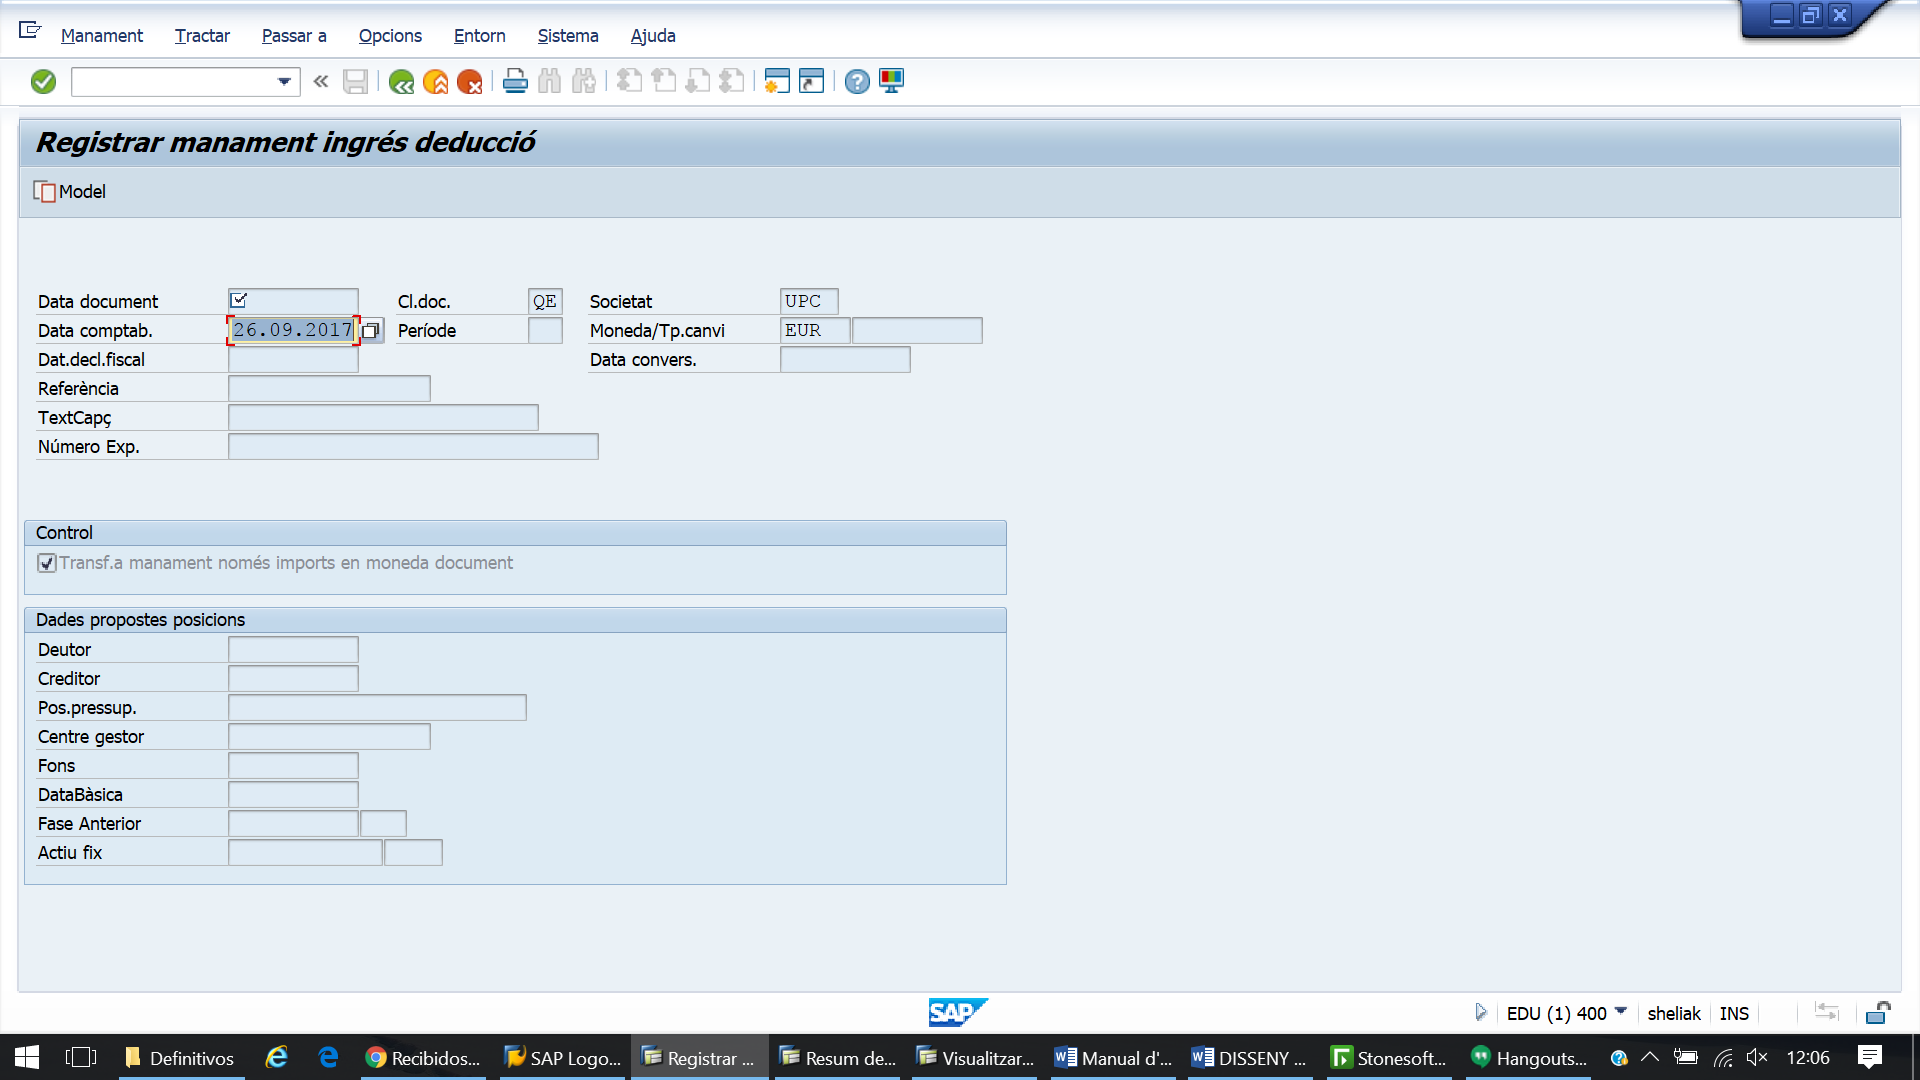 Manament Tractar Passar a Opcions Entorn Sistema Ajuda
Registrar manament ingrés deducció
Model
Data document Cl.doc. QE Societat UPC
Data comptab. 26.09.2017 Període Moneda/Tp.canvi EUR
Dat.decl.fiscal Data convers.
Referència
TextCapç
Número Exp.
Control
Transf.a manament només imports en moneda document
Dades propostes posicions
Deutor
Creditor
Pos.pressup.
Centre gestor
Fons
DataBàsica
Fase Anterior
Actiu fix
SAP
EDU (1) 400 sheliak INS
Definitivos Recibidos... SAP Logo... Registrar ... Resum de... Visualitzar... Manual d'... DISSENY ... Stonesoft... Hangouts... 12:06